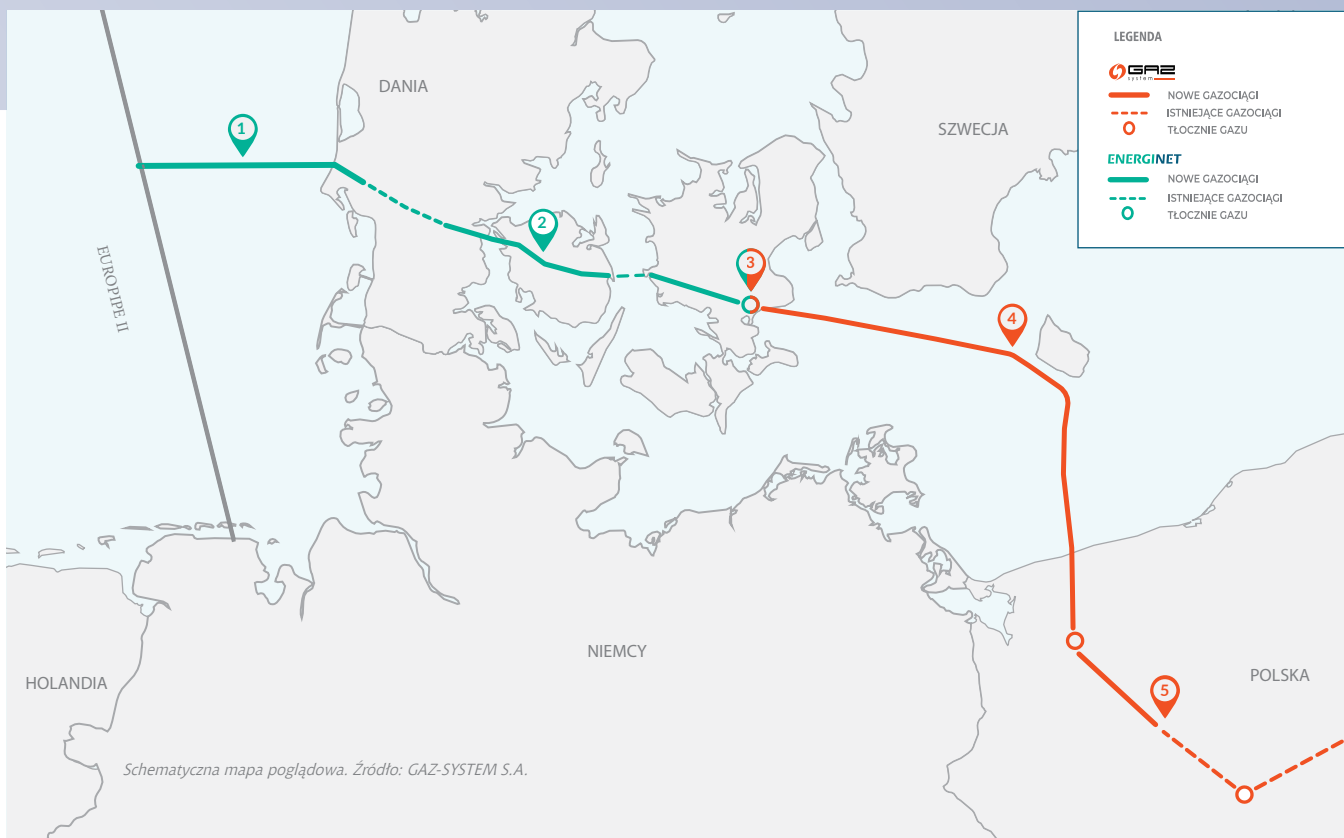 LEGENDA
GAZ
system
NOWE GAZOCIĄGI
ISTNIEJĄCE GAZOCIĄGI
TŁOCZNIE GAZU
ENERGINET
NOWE GAZOCIĄGI
ISTNIEJĄCE GAZOCIĄGI
TŁOCZNIE GAZU
DANIA
SZWECJA
1
2
3
4
EUROPIPE II
NIEMCY
HOLANDIA
POLSKA
5
Schematyczna mapa poglądowa. Źródło: GAZ-SYSTEM S.A.